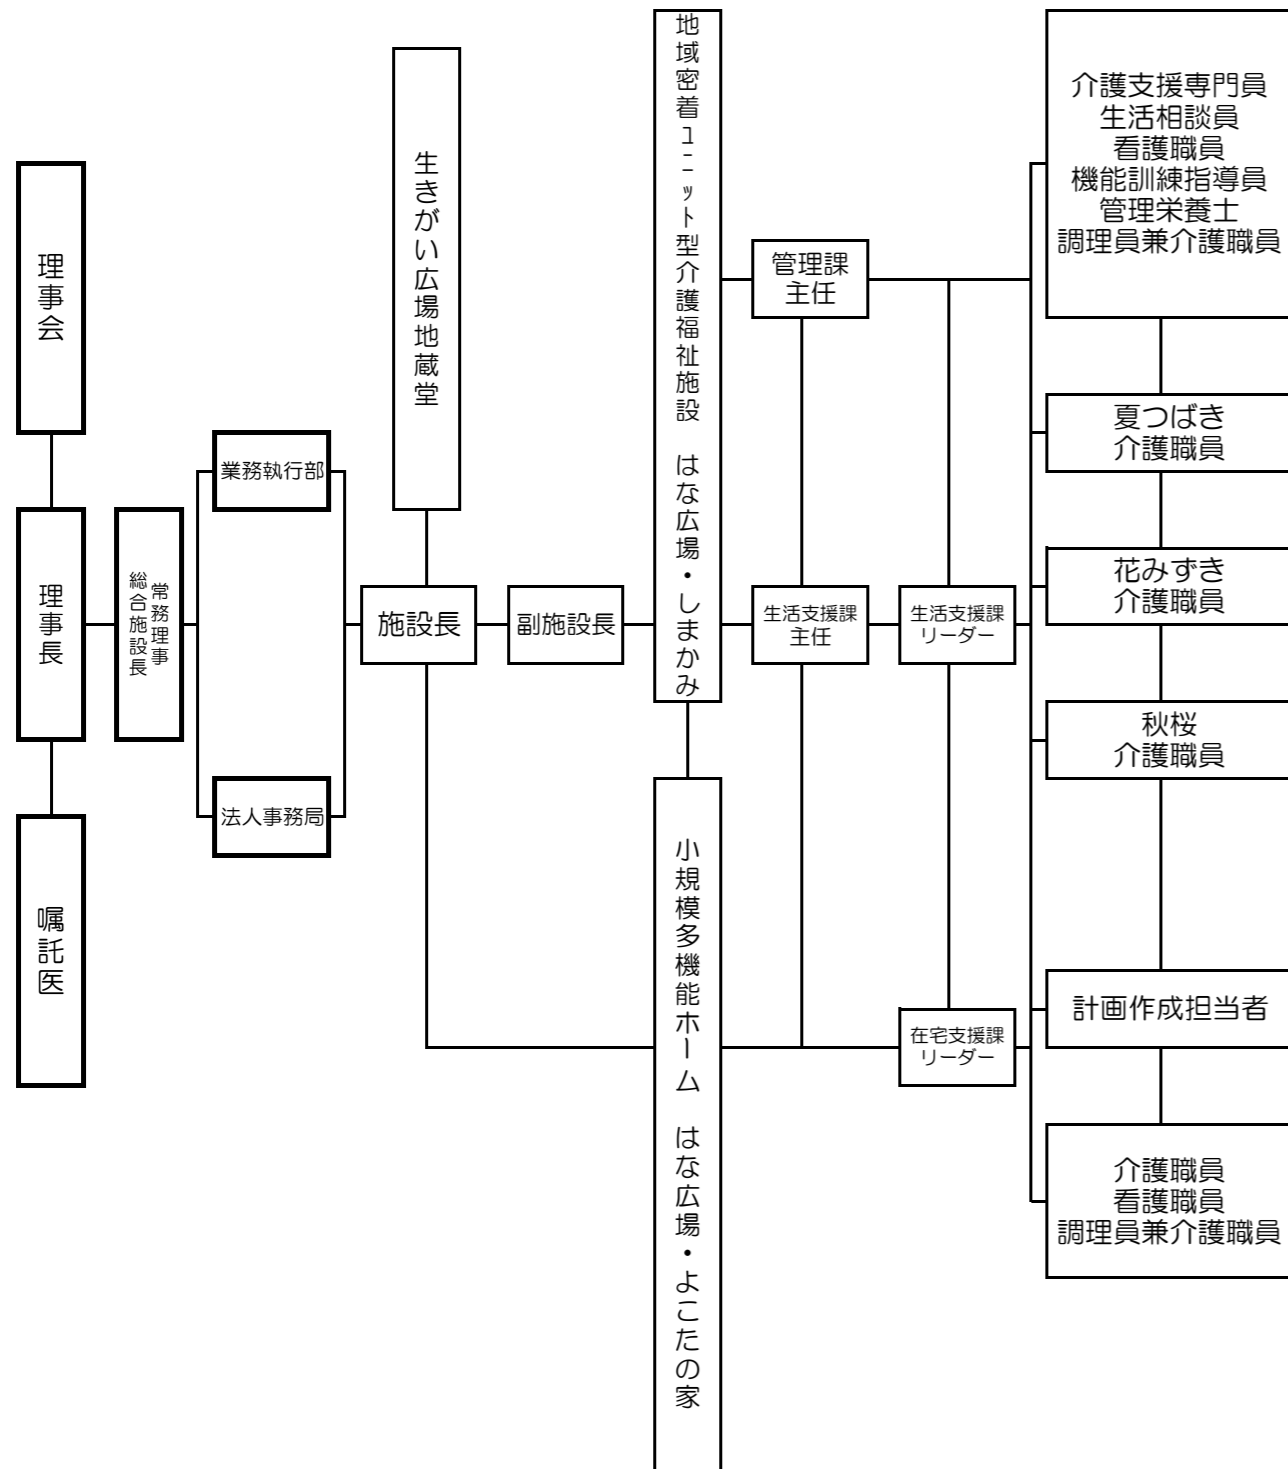 理事会
理事長
嘱託医
常務理事
総合施設長
業務執行部
法人事務局
生きがい広場地蔵堂
施設長
副施設長
地域密着ユニット型介護福祉施設　はな広場・しまかみ
小規模多機能ホーム　はな広場・よこたの家
管理課
主任
生活支援課
主任
生活支援課
リーダー
在宅支援課
リーダー
介護支援専門員
生活相談員
看護職員
機能訓練指導員
管理栄養士
調理員兼介護職員
夏つばき
介護職員
花みずき
介護職員
秋桜
介護職員
計画作成担当者
介護職員
看護職員
調理員兼介護職員